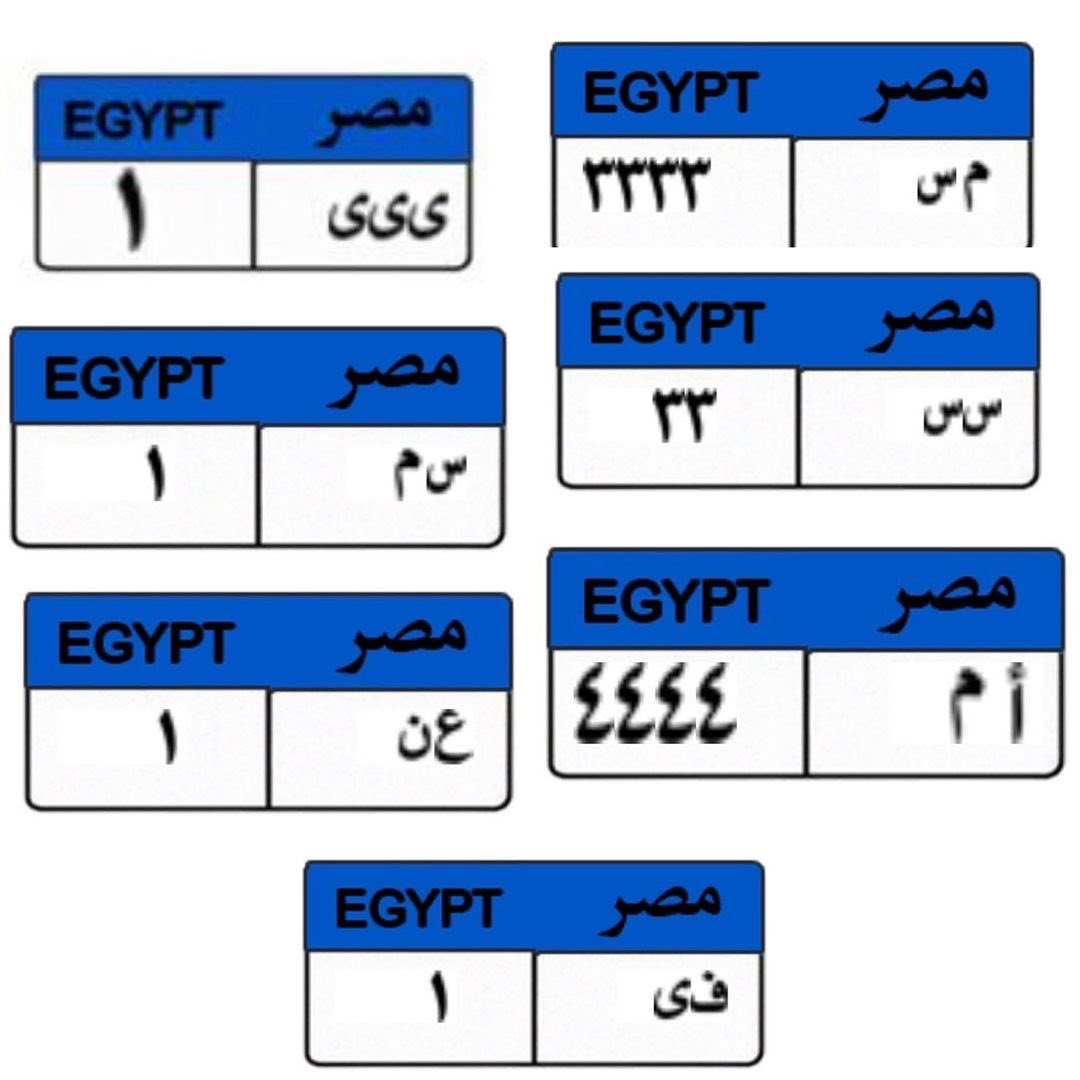 EGYPT مصر
١ ىىى
EGYPT مصر
٣٣٣٣ م س
EGYPT مصر
١ س م
EGYPT مصر
٣٣ س س
EGYPT مصر
١ ع ن
EGYPT مصر
٤٤٤٤ أ م
EGYPT مصر
١ ف ى